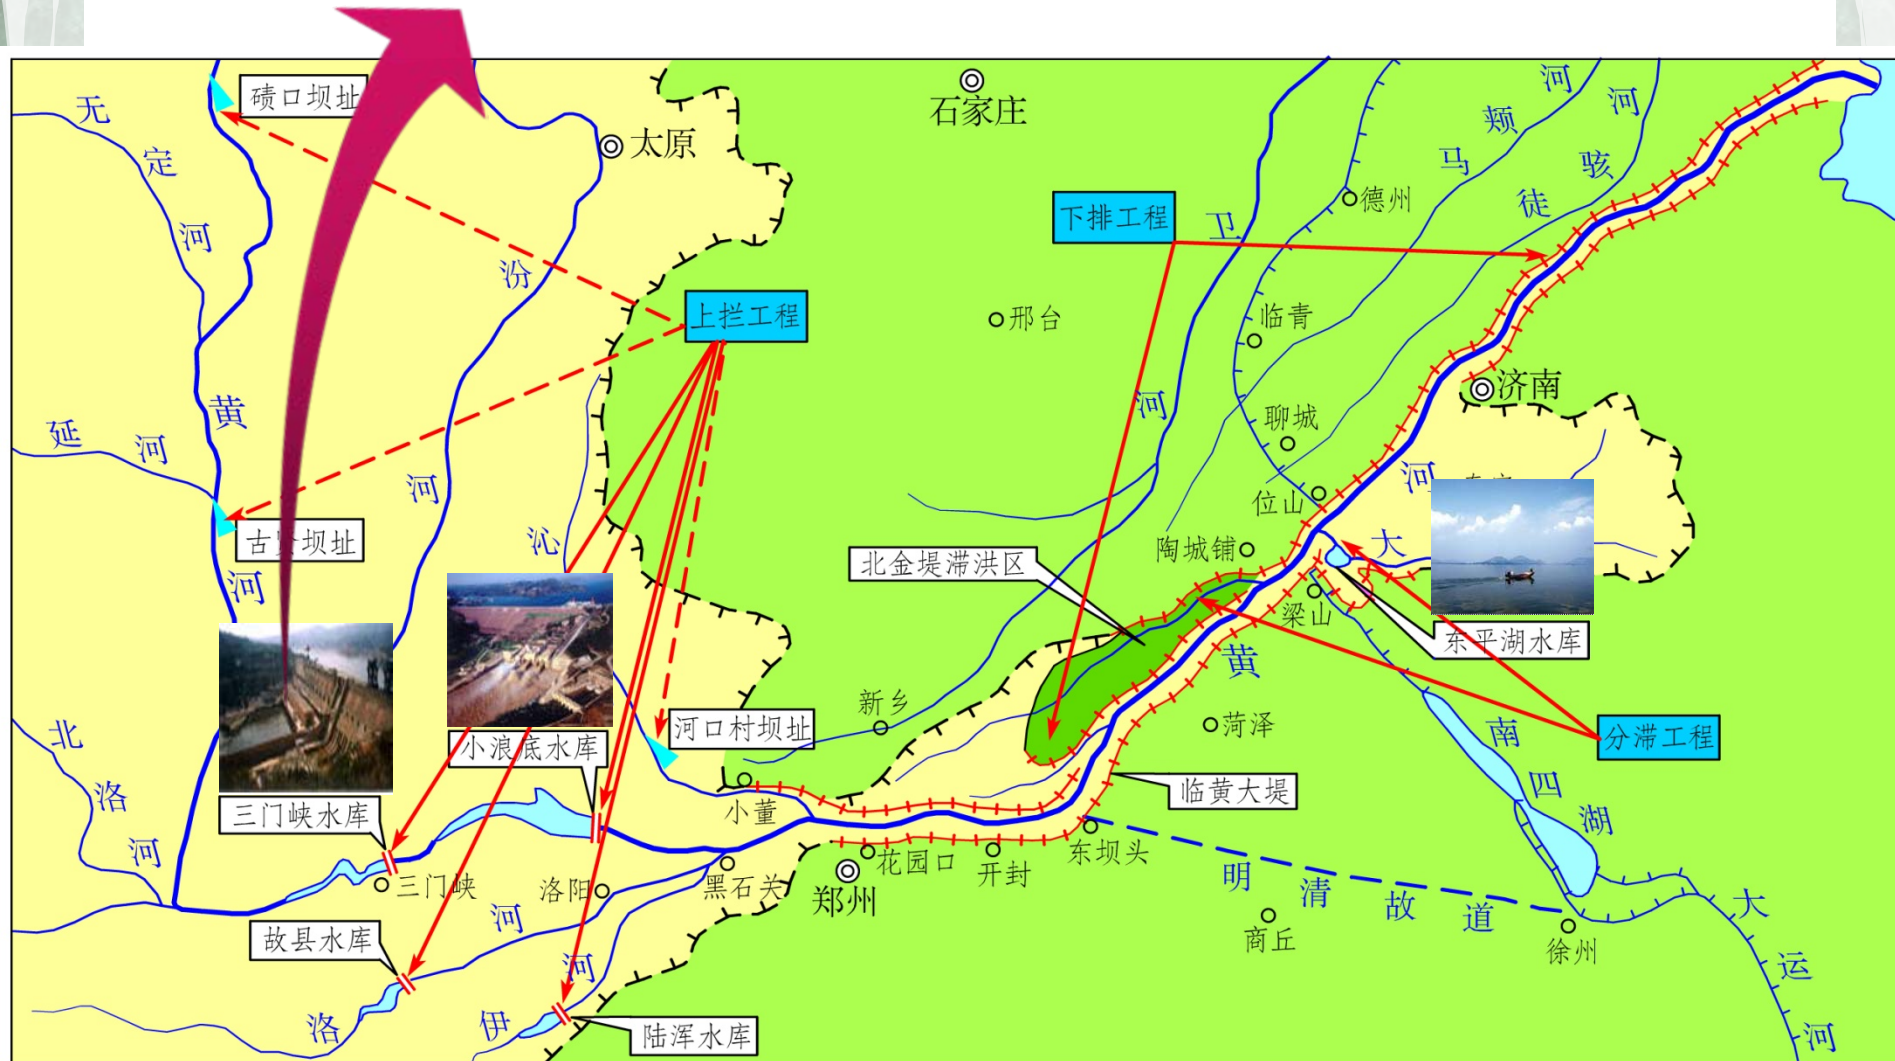 碛口坝址
无定河
太原
石家庄
德州
下排工程
卫河
马颊河
徒骇河
汾河
上拦工程
邢台
临青
济南
黄河
延河
聊城
位山
黄河
沁
古贤坝址
北金堤滞洪区
陶城铺
大
梁山
东平湖水库
河口村坝址
新乡
菏泽
分滞工程
小浪底水库
三门峡水库
临黄大堤
小董
北洛河
南四湖
三门峡
洛阳
黑石关
郑州
花园口
开封
东坝头
明清故道
商丘
徐州
大运河
故县水库
洛河
伊河
陆浑水库